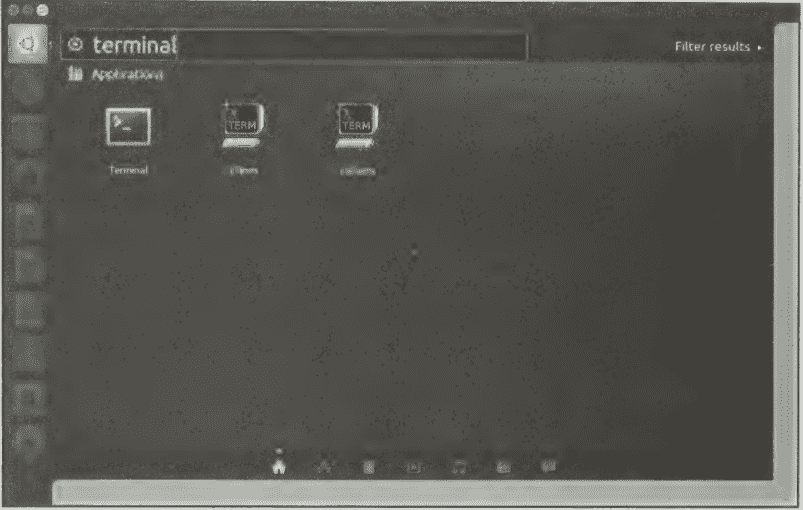 terminal
Filter results
Applications
TERM
TERM
Terminal